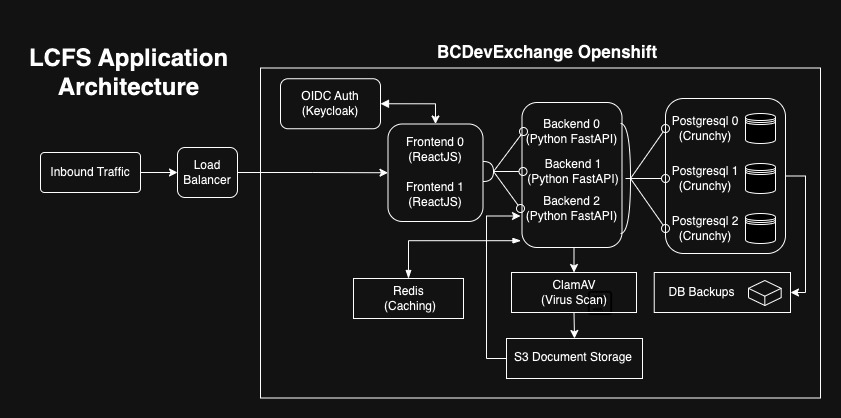 LCFS Application
Architecture
BCDevExchange Openshift
OIDC Auth
(Keycloak)
Inbound Traffic
Load
Balancer
Frontend 0
(ReactJS)
Frontend 1
(ReactJS)
Backend 0
(Python FastAPI)
Backend 1
(Python FastAPI)
Backend 2
(Python FastAPI)
Postgresql 0
(Crunchy)
Postgresql 1
(Crunchy)
Postgresql 2
(Crunchy)
Redis
(Caching)
ClamAV
(Virus Scan)
DB Backups
S3 Document Storage